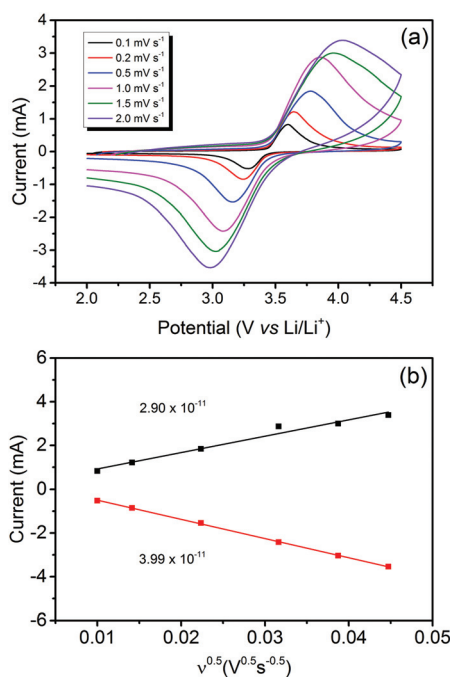 (a)
0.1 mV s⁻¹
0.2 mV s⁻¹
0.5 mV s⁻¹
1.0 mV s⁻¹
1.5 mV s⁻¹
2.0 mV s⁻¹
4
3
2
1
0
-1
-2
-3
-4
Current (mA)
2.0 2.5 3.0 3.5 4.0 4.5
Potential (V vs Li/Li⁺)
(b)
6
4
2
0
-2
-4
-6
Current (mA)
2.90 x 10⁻¹¹
3.99 x 10⁻¹¹
0.01 0.02 0.03 0.04 0.05
ν⁰·⁵(V⁰·⁵s⁻⁰·⁵)